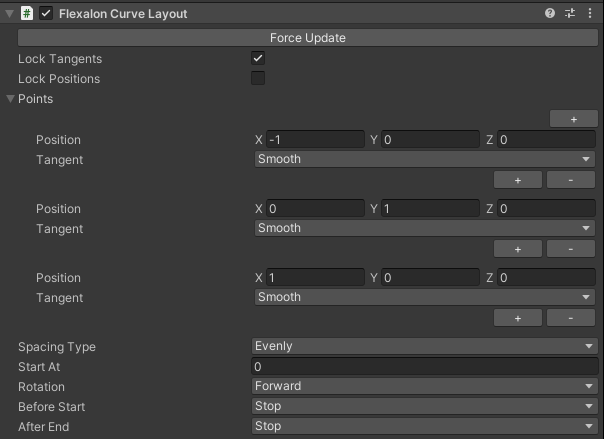 Flexalon Curve Layout
Force Update
Lock Tangents
Lock Positions
Points
+
Position X -1 Y 0 Z 0
Tangent Smooth
+ -
Position X 0 Y 1 Z 0
Tangent Smooth
+ -
Position X 1 Y 0 Z 0
Tangent Smooth
+ -
Spacing Type Evenly
Start At 0
Rotation Forward
Before Start Stop
After End Stop